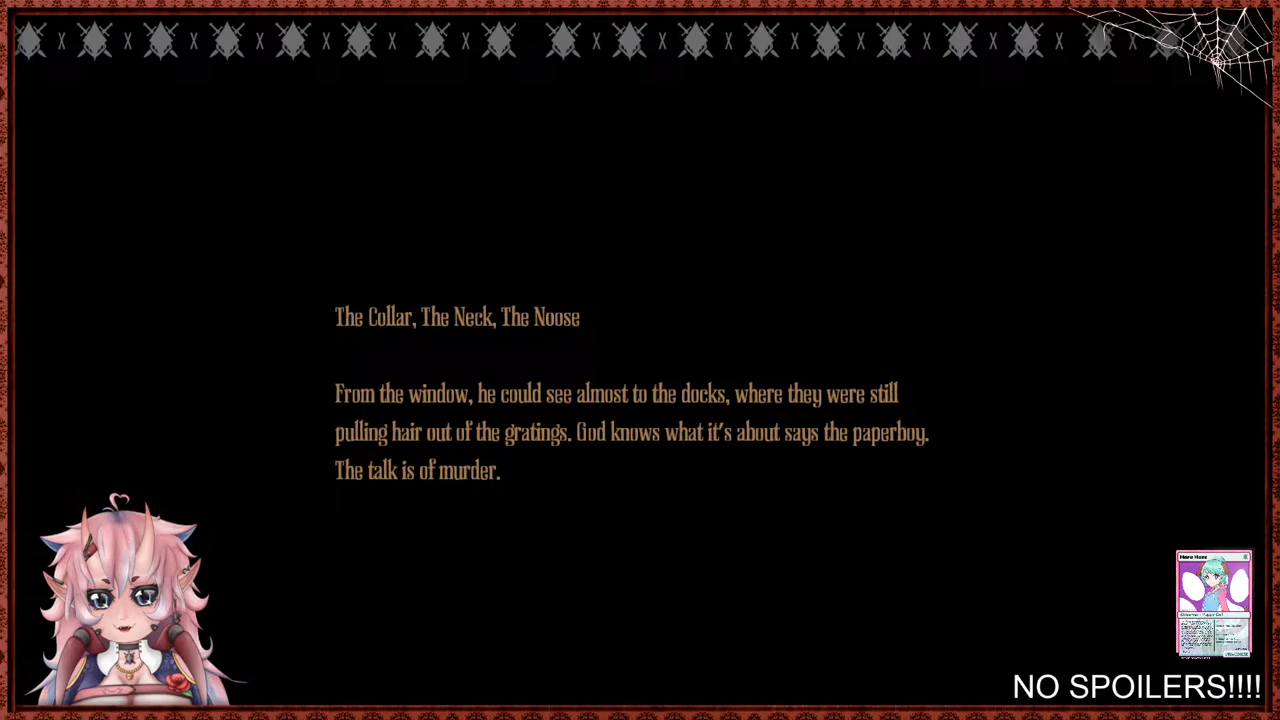 The Collar, The Neck, The Noose
From the window, he could see almost to the docks, where they were still
pulling hair out of the gratings. God knows what it's about says the paperboy.
The talk is of murder.
NO SPOILERS!!!!